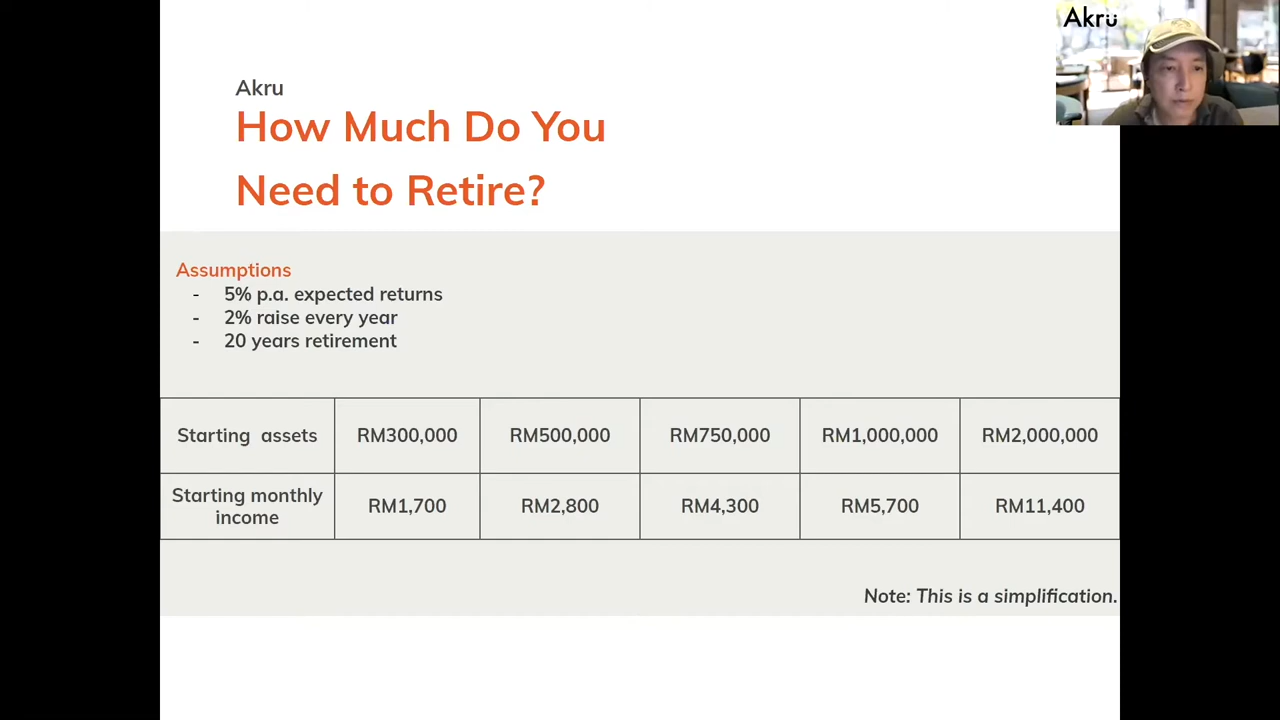 Akru
Akru
How Much Do You
Need to Retire?
Assumptions
- 5% p.a. expected returns
- 2% raise every year
- 20 years retirement
Starting assets RM300,000 RM500,000 RM750,000 RM1,000,000 RM2,000,000
Starting monthly
income RM1,700 RM2,800 RM4,300 RM5,700 RM11,400
Note: This is a simplification.